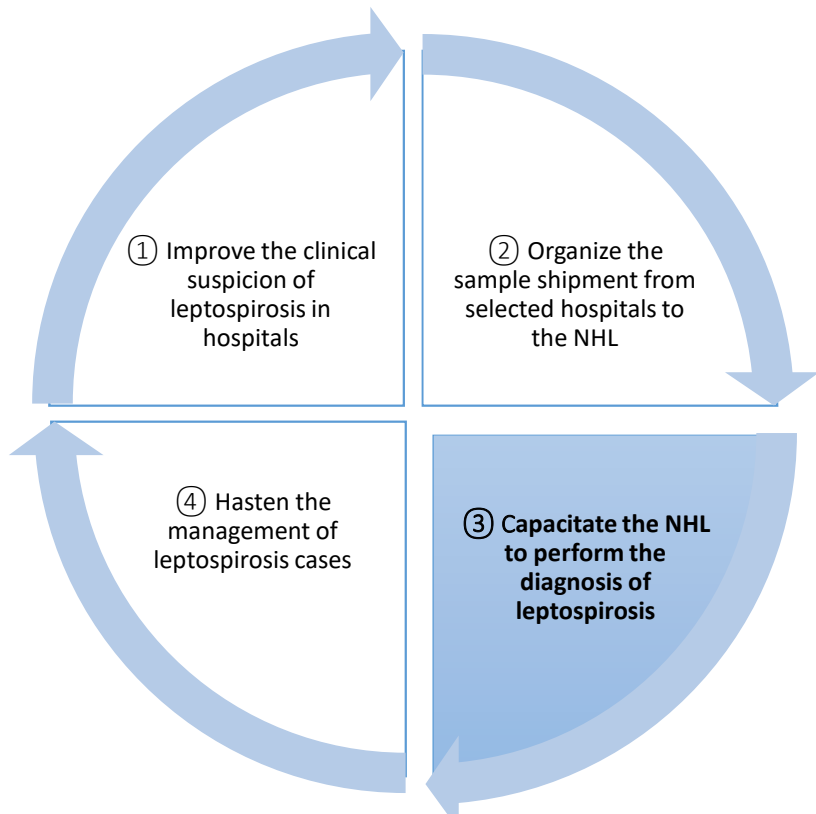 ① Improve the clinical
suspicion of
leptospirosis in
hospitals
② Organize the
sample shipment from
selected hospitals to
the NHL
③ Capacitate the NHL
to perform the
diagnosis of
leptospirosis
④ Hasten the
management of
leptospirosis cases